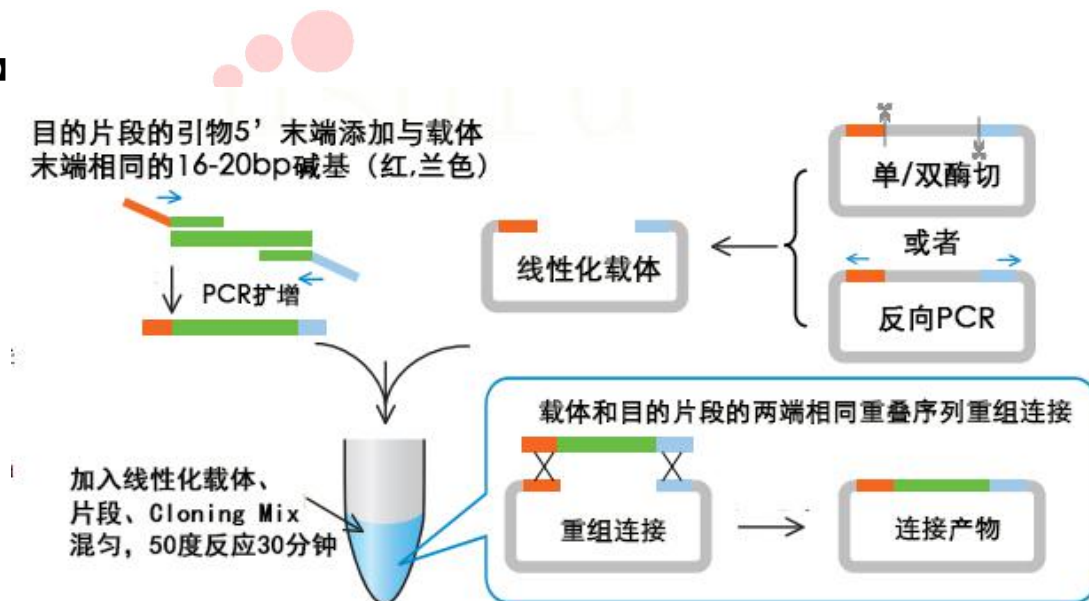 目的片段的引物5’末端添加与载体
末端相同的16-20bp碱基（红,兰色）
PCR扩增
线性化载体
单/双酶切
或者
反向PCR
加入线性化载体、
片段、Cloning Mix
混匀，50度反应30分钟
载体和目的片段的两端相同重叠序列重组连接
重组连接
连接产物